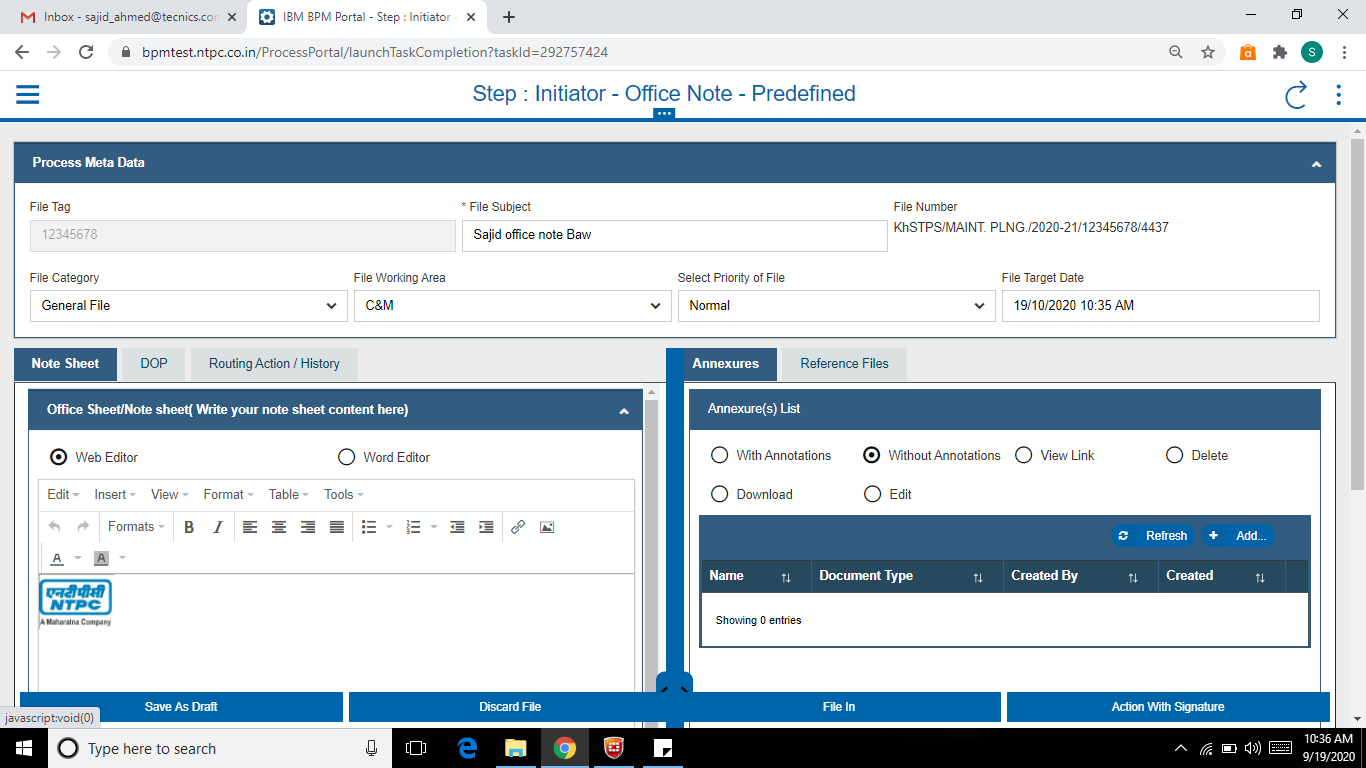 Inbox - sajid_ahmed@tecnics.con
IBM BPM Portal - Step : Initiator -
bpmtest.ntpc.co.in/ProcessPortal/launchTaskCompletion?taskId=292757424
S
Step : Initiator - Office Note - Predefined
Process Meta Data
File Tag
* File Subject
File Number
12345678
Sajid office note Baw
KhSTPS/MAINT. PLNG./2020-21/12345678/4437
File Category
File Working Area
Select Priority of File
File Target Date
General File
C&M
Normal
19/10/2020 10:35 AM
Note Sheet
DOP
Routing Action / History
Annexures
Reference Files
Office Sheet/Note sheet( Write your note sheet content here)
Annexure(s) List
Web Editor
Word Editor
With Annotations
Without Annotations
View Link
Delete
Download
Edit
Edit
Insert
View
Format
Table
Tools
Formats
B
I
A
A
Refresh
Add...
Name
Document Type
Created By
Created
Showing 0 entries
एनटीपीसी
NTPC
A Maharatna Company
Save As Draft
Discard File
File In
Action With Signature
javascript:void(0)
Type here to search
10:36 AM
9/19/2020